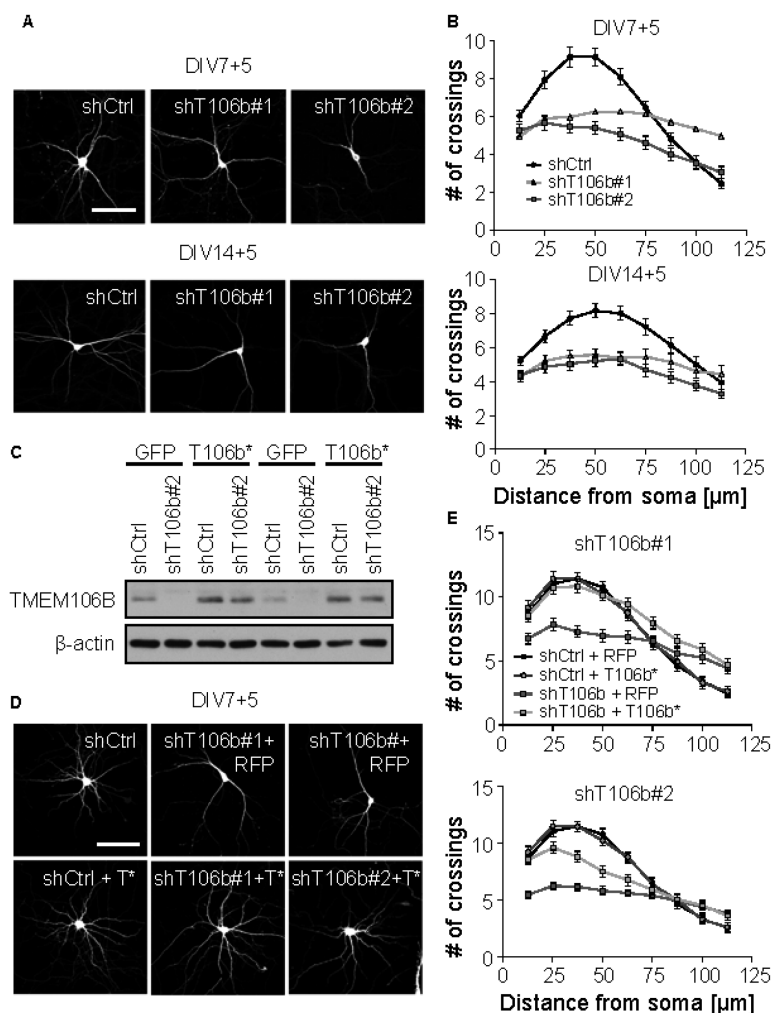 A
DIV7+5
shCtrl
shT106b#1
shT106b#2
DIV14+5
shCtrl
shT106b#1
shT106b#2
B
DIV7+5
# of crossings
10
8
6
4
2
0
shCtrl
shT106b#1
shT106b#2
0 25 50 75 100 125
DIV14+5
# of crossings
10
8
6
4
2
0
0 25 50 75 100 125
Distance from soma [µm]
C
GFP T106b* GFP T106b*
shCtrl
shT106b#2
shCtrl
shT106b#2
shCtrl
shT106b#2
shCtrl
shT106b#2
TMEM106B
β-actin
D
DIV7+5
shCtrl
shT106b#1+
RFP
shT106b#+
RFP
shCtrl + T*
shT106b#1+T*
shT106b#2+T*
E
shT106b#1
# of crossings
15
10
5
0
shCtrl + RFP
shCtrl + T106b*
shT106b + RFP
shT106b + T106b*
0 25 50 75 100 125
shT106b#2
# of crossings
15
10
5
0
0 25 50 75 100 125
Distance from soma [µm]